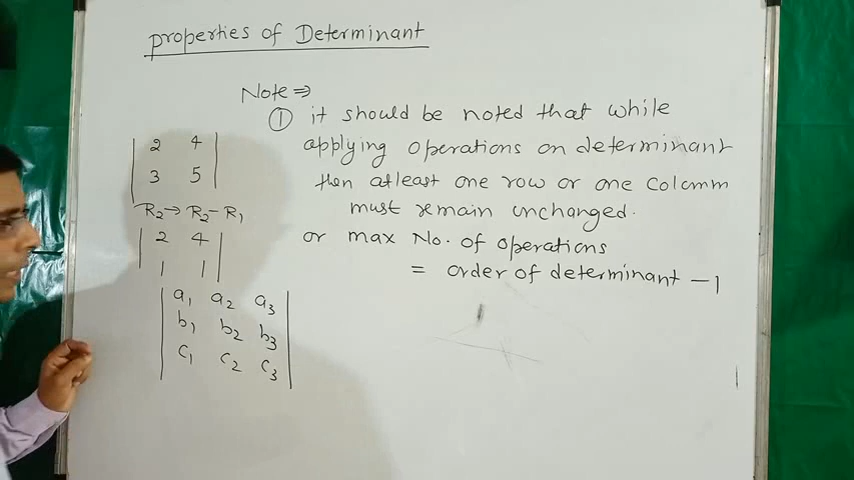 properties of Determinant
Note ⇒
① it should be noted that while
applying operations on determinant
then atleast one row or one column
must remain unchanged.
or max No. of operations
= order of determinant - 1
2 4
3 5
R₂→ R₂-R₁
2 4
1 1
a₁ a₂ a₃
b₁ b₂ b₃
c₁ c₂ c₃